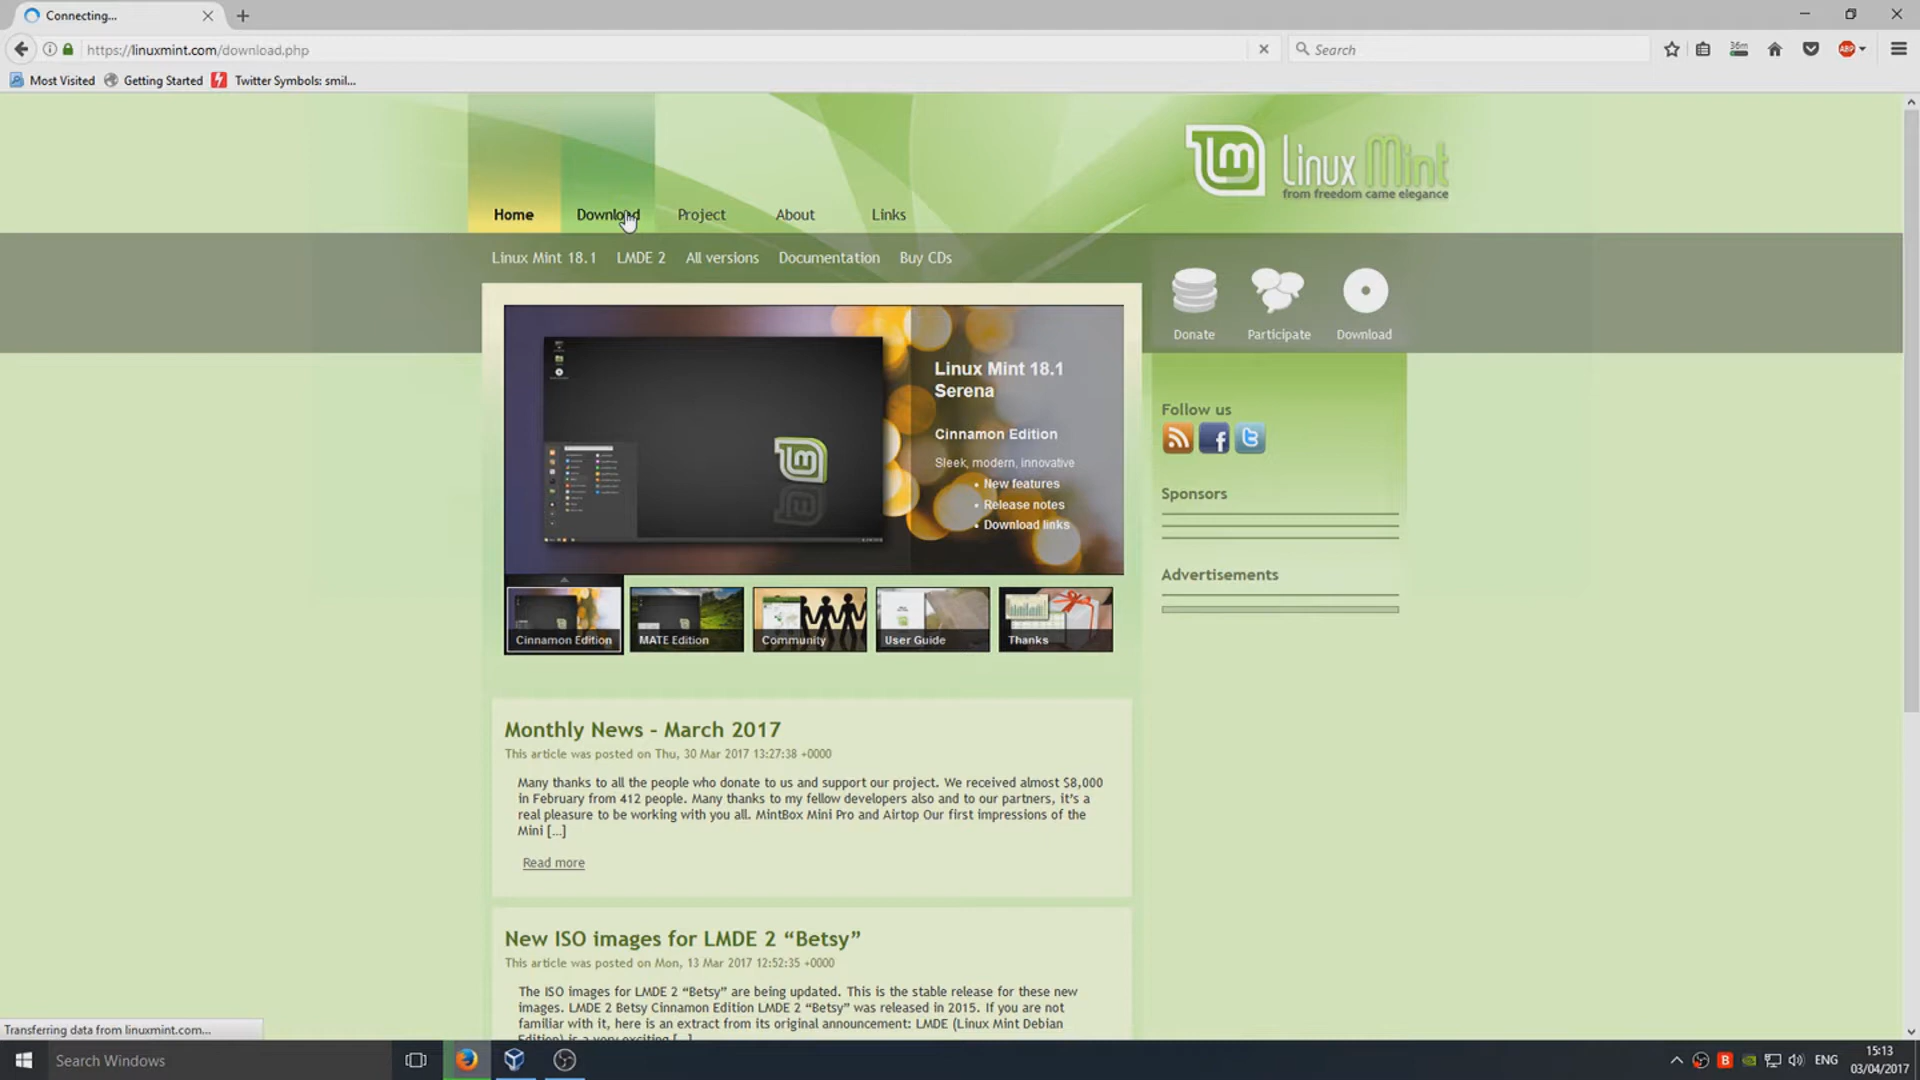 Connecting...
https://linuxmint.com/download.php
Search
36m
ABP
Most Visited
Getting Started
Twitter Symbols: smil...
Linux Mint
from freedom came elegance
Home
Download
Project
About
Links
Linux Mint 18.1
LMDE 2
All versions
Documentation
Buy CDs
Donate
Participate
Download
Linux Mint 18.1
Serena
Cinnamon Edition
Sleek, modern, innovative
• New features
• Release notes
• Download links
Follow us
Sponsors
Advertisements
Cinnamon Edition
MATE Edition
Community
User Guide
Thanks
Monthly News - March 2017
This article was posted on Thu, 30 Mar 2017 13:27:38 +0000
Many thanks to all the people who donate to us and support our project. We received almost $8,000
in February from 412 people. Many thanks to my fellow developers also and to our partners, it's a
real pleasure to be working with you all. MintBox Mini Pro and Airtop Our first impressions of the
Mini [...]
Read more
New ISO images for LMDE 2 “Betsy”
This article was posted on Mon, 13 Mar 2017 12:52:35 +0000
The ISO images for LMDE 2 “Betsy” are being updated. This is the stable release for these new
images. LMDE 2 Betsy Cinnamon Edition LMDE 2 “Betsy” was released in 2015. If you are not
familiar with it, here is an extract from its original announcement: LMDE (Linux Mint Debian
Edition) is a very exciting [...]
Transferring data from linuxmint.com...
Search Windows
ENG
15:13
03/04/2017